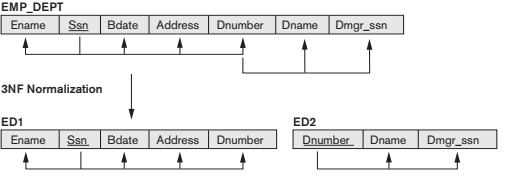 EMP_DEPT
Ename Ssn Bdate Address Dnumber Dname Dmgr_ssn
3NF Normalization
ED1 ED2
Ename Ssn Bdate Address Dnumber Dnumber Dname Dmgr_ssn